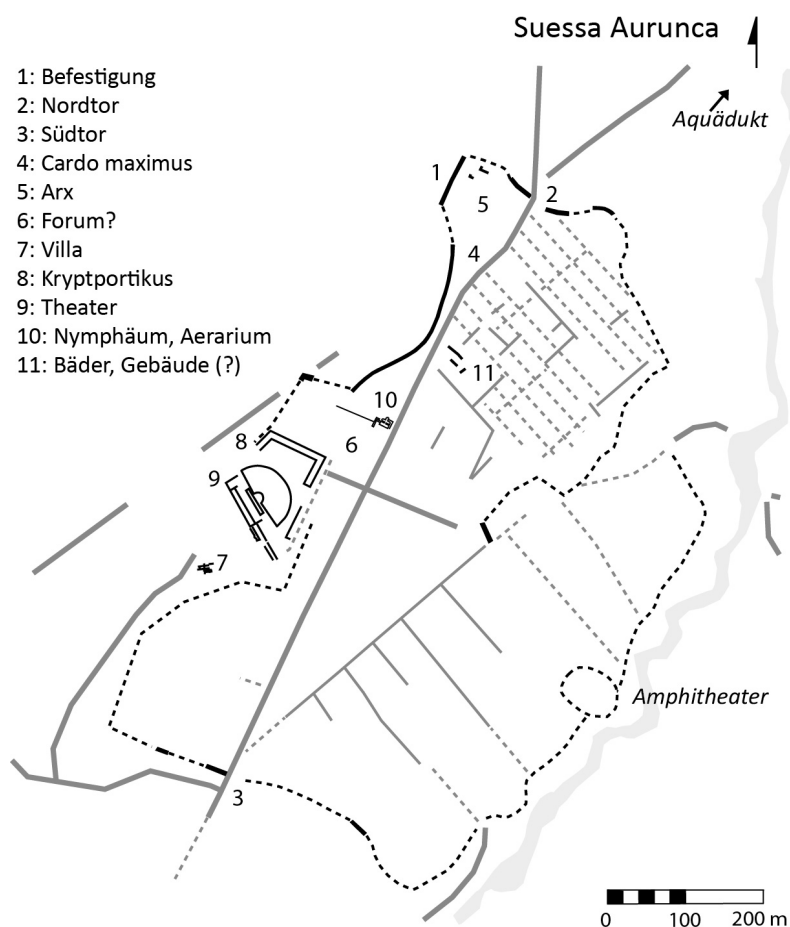 Suessa Aurunca
1: Befestigung
2: Nordtor
3: Südtor
4: Cardo maximus
5: Arx
6: Forum?
7: Villa
8: Kryptportikus
9: Theater
10: Nymphäum, Aerarium
11: Bäder, Gebäude (?)
Aquädukt
1
2
5
4
11
10
6
8
9
7
Amphitheater
3
0 100 200 m